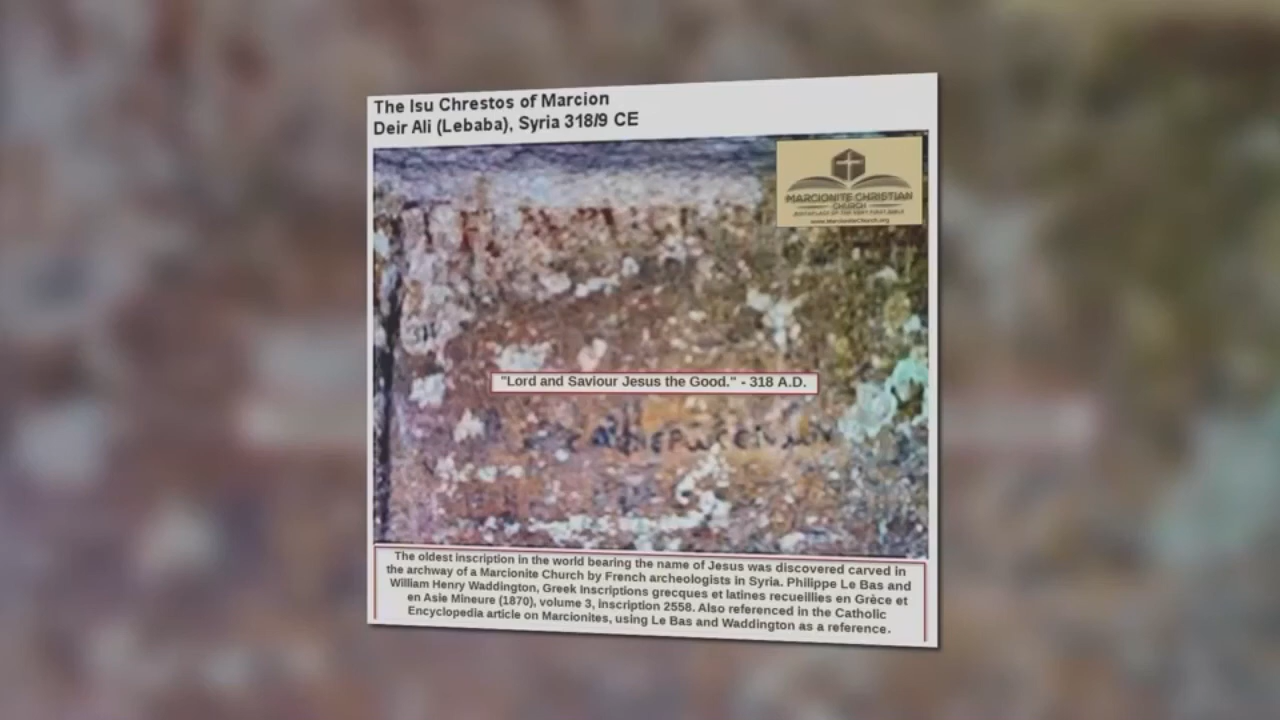 The Isu Chrestos of Marcion
Deir Ali (Lebaba), Syria 318/9 CE
MARCIONITE CHRISTIAN
CHURCH
www.MarcioniteChurch.org
"Lord and Saviour Jesus the Good." - 318 A.D.
The oldest inscription in the world bearing the name of Jesus was discovered carved in
the archway of a Marcionite Church by French archeologists in Syria. Philippe Le Bas and
William Henry Waddington, Greek Inscriptions grecques et latines recueillies en Grèce et
en Asie Mineure (1870), volume 3, inscription 2558. Also referenced in the Catholic
Encyclopedia article on Marcionites, using Le Bas and Waddington as a reference.